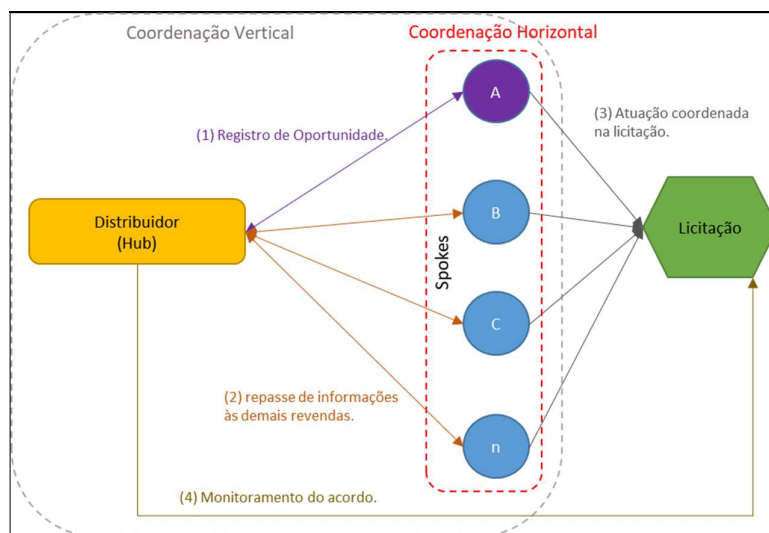 Coordenação Vertical
Coordenação Horizontal
A
(1) Registro de Oportunidade.
(3) Atuação coordenada
na licitação.
Distribuidor
(Hub)
B
Spokes
Licitação
C
(2) repasse de informações
às demais revendas.
n
(4) Monitoramento do acordo.